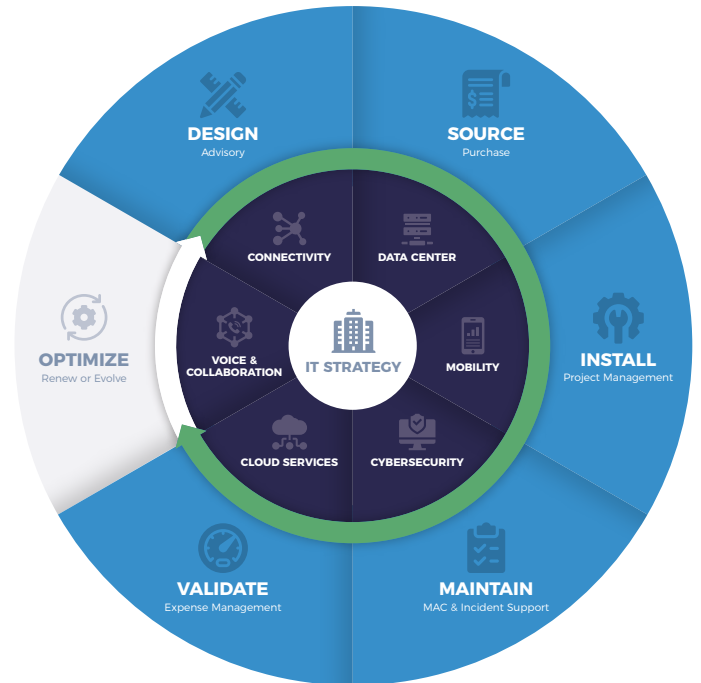 DESIGN
Advisory
SOURCE
Purchase
INSTALL
Project Management
MAINTAIN
MAC & Incident Support
VALIDATE
Expense Management
OPTIMIZE
Renew or Evolve
CONNECTIVITY
DATA CENTER
MOBILITY
CYBERSECURITY
CLOUD SERVICES
VOICE &
COLLABORATION
IT STRATEGY